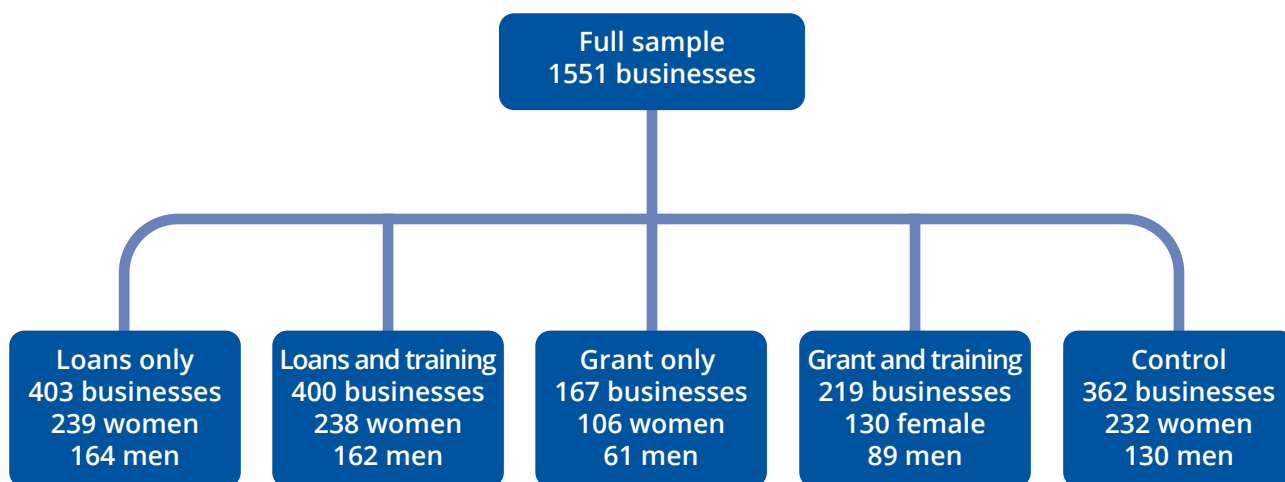 Full sample
1551 businesses
Loans only
403 businesses
239 women
164 men
Loans and training
400 businesses
238 women
162 men
Grant only
167 businesses
106 women
61 men
Grant and training
219 businesses
130 female
89 men
Control
362 businesses
232 women
130 men